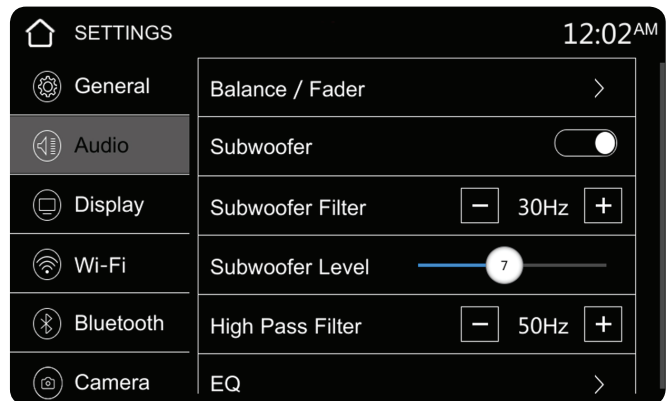 SETTINGS
12:02AM
General
Audio
Display
Wi-Fi
Bluetooth
Camera
Balance / Fader
Subwoofer
Subwoofer Filter
30Hz
Subwoofer Level
7
High Pass Filter
50Hz
EQ